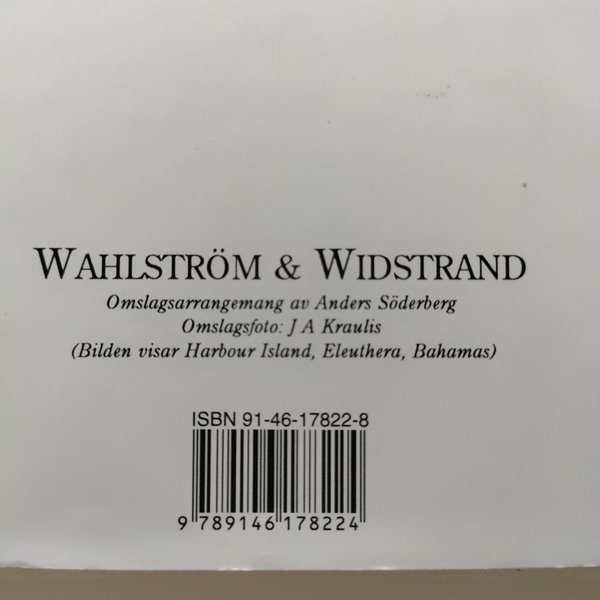 WAHLSTRÖM & WIDSTRAND
Omslagsarrangemang av Anders Söderberg
Omslagsfoto: J A Kraulis
(Bilden visar Harbour Island, Eleuthera, Bahamas)
ISBN 91-46-17822-8
9 789146 178224